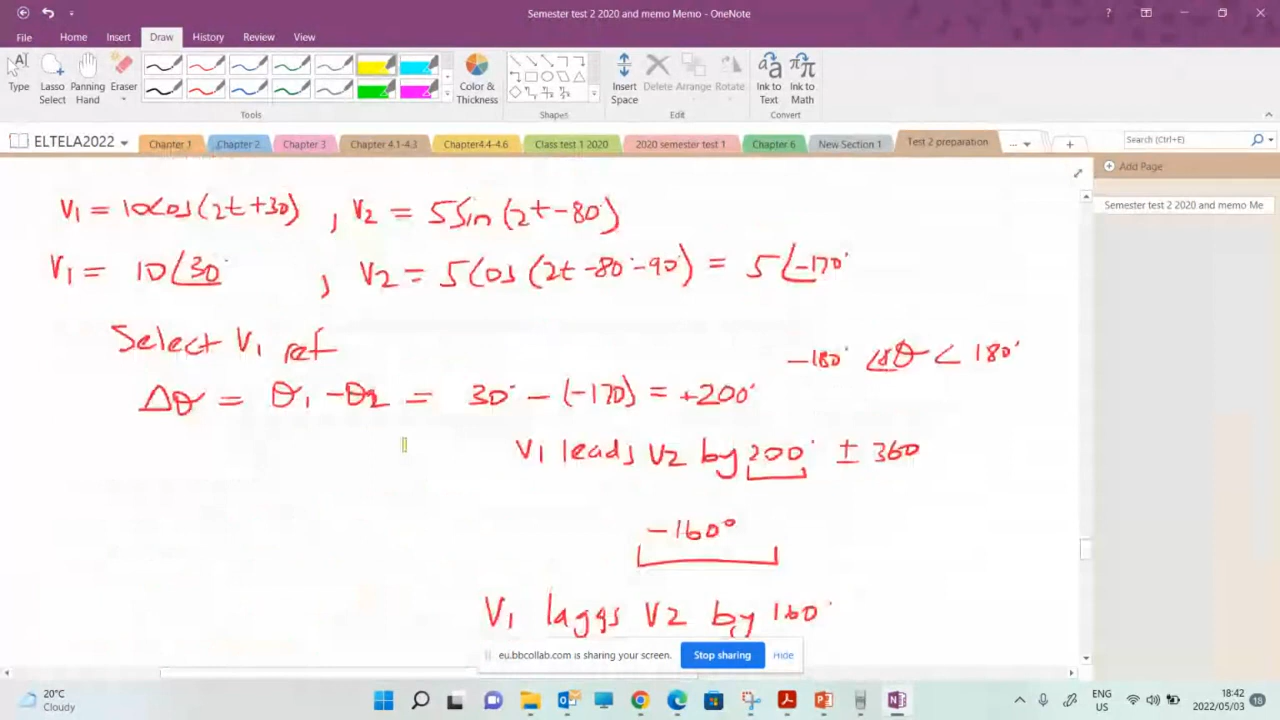 Semester test 2 2020 and memo Memo - OneNote
File Home Insert Draw History Review View
Type Lasso Select Panning Hand Eraser Color & Thickness Insert Space Delete Arrange Rotate Ink to Text Ink to Math
Tools Shapes Edit Convert
ELTELA2022 Chapter 1 Chapter 2 Chapter 3 Chapter 4.1-4.3 Chapter4.4-4.6 Class test 1 2020 2020 semester test 1 Chapter 6 New Section 1 Test 2 preparation ... Search (Ctrl+E)
Add Page
Semester test 2 2020 and memo Me
V1 = 10cos(2t+30) , V2 = 5Sin(2t-80°)
V1 = 10∠30° , V2 = 5Cos(2t-80°-90°) = 5∠-170°
Select V1 ref
-180° < Δθ < 180°
Δθ = θ1 - θ2 = 30° - (-170) = +200°
V1 leads V2 by 200° ± 360
-160°
V1 laggs V2 by 160°
eu.bbcollab.com is sharing your screen. Stop sharing Hide
20°C
Cloudy
ENG
US
18:42
2022/05/03
18